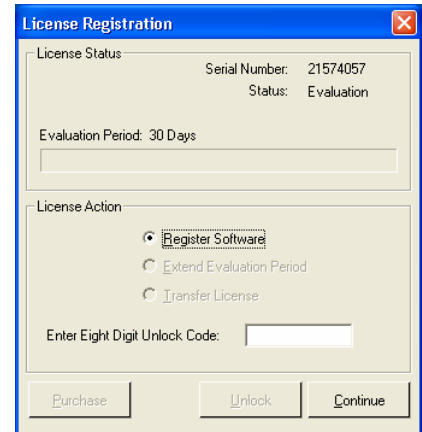 License Registration
License Status
Serial Number: 21574057
Status: Evaluation
Evaluation Period: 30 Days
License Action
Register Software
Extend Evaluation Period
Transfer License
Enter Eight Digit Unlock Code:
Purchase Unlock Continue